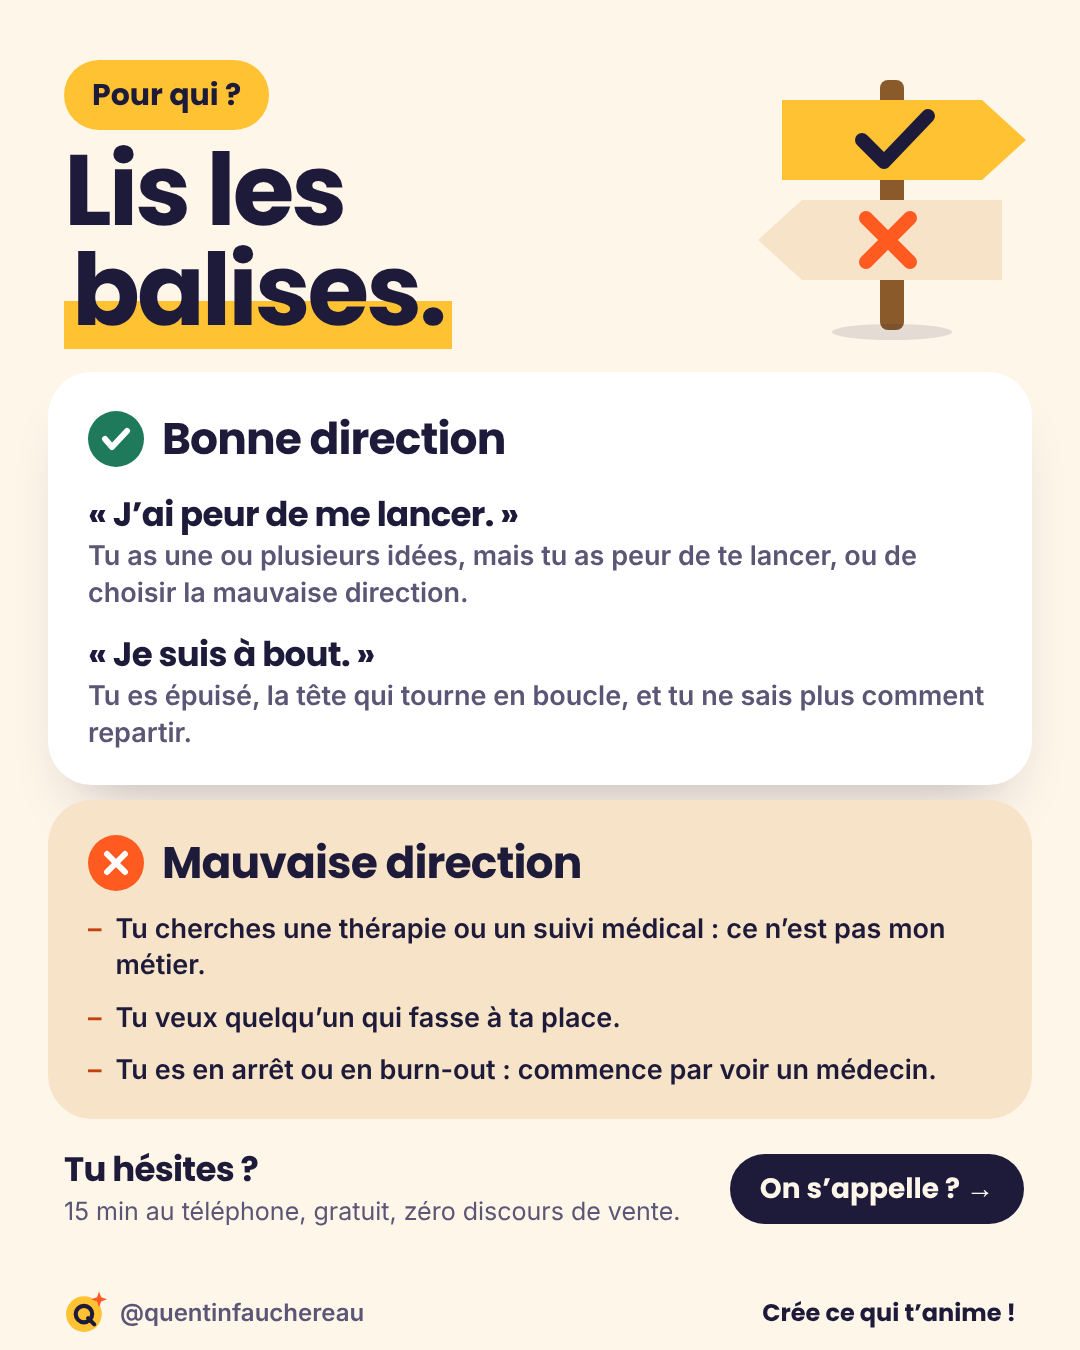 Pour qui ?
Lis les
balises.
Bonne direction
« J’ai peur de me lancer. »
Tu as une ou plusieurs idées, mais tu as peur de te lancer, ou de
choisir la mauvaise direction.
« Je suis à bout. »
Tu es épuisé, la tête qui tourne en boucle, et tu ne sais plus comment
repartir.
Mauvaise direction
– Tu cherches une thérapie ou un suivi médical : ce n’est pas mon
métier.
– Tu veux quelqu’un qui fasse à ta place.
– Tu es en arrêt ou en burn-out : commence par voir un médecin.
Tu hésites ?
15 min au téléphone, gratuit, zéro discours de vente.
On s’appelle ? →
Q
@quentinfauchereau
Crée ce qui t’anime !